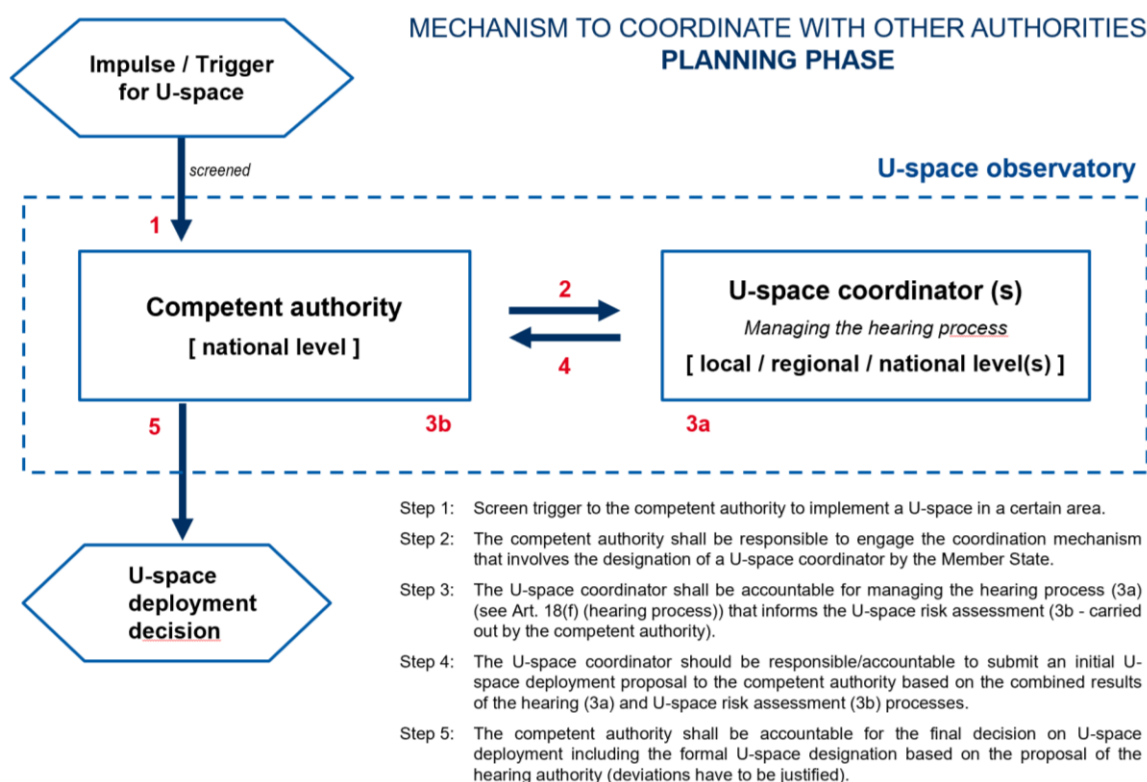 MECHANISM TO COORDINATE WITH OTHER AUTHORITIES
PLANNING PHASE
Impulse / Trigger
for U-space
screened
U-space observatory
1
Competent authority
[ national level ]
2
4
U-space coordinator (s)
Managing the hearing process
[ local / regional / national level(s) ]
5
3b
3a
U-space
deployment
decision
Step 1: Screen trigger to the competent authority to implement a U-space in a certain area.
Step 2: The competent authority shall be responsible to engage the coordination mechanism
that involves the designation of a U-space coordinator by the Member State.
Step 3: The U-space coordinator shall be accountable for managing the hearing process (3a)
(see Art. 18(f) (hearing process)) that informs the U-space risk assessment (3b - carried
out by the competent authority).
Step 4: The U-space coordinator should be responsible/accountable to submit an initial U-
space deployment proposal to the competent authority based on the combined results
of the hearing (3a) and U-space risk assessment (3b) processes.
Step 5: The competent authority shall be accountable for the final decision on U-space
deployment including the formal U-space designation based on the proposal of the
hearing authority (deviations have to be justified).